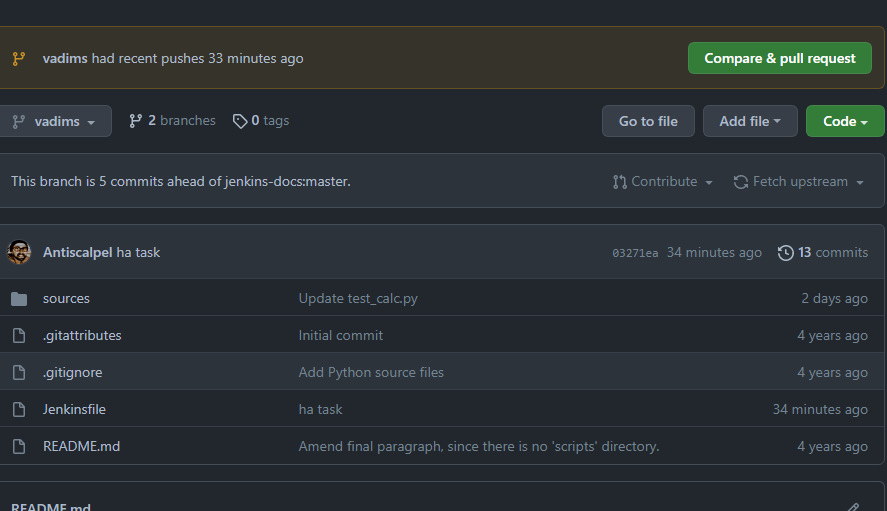 vadims had recent pushes 33 minutes ago
Compare & pull request
vadims
2 branches
0 tags
Go to file
Add file
Code
This branch is 5 commits ahead of jenkins-docs:master.
Contribute
Fetch upstream
Antiscalpel ha task
03271ea 34 minutes ago
13 commits
sources Update test_calc.py 2 days ago
.gitattributes Initial commit 4 years ago
.gitignore Add Python source files 4 years ago
Jenkinsfile ha task 34 minutes ago
README.md Amend final paragraph, since there is no 'scripts' directory. 4 years ago
README.md